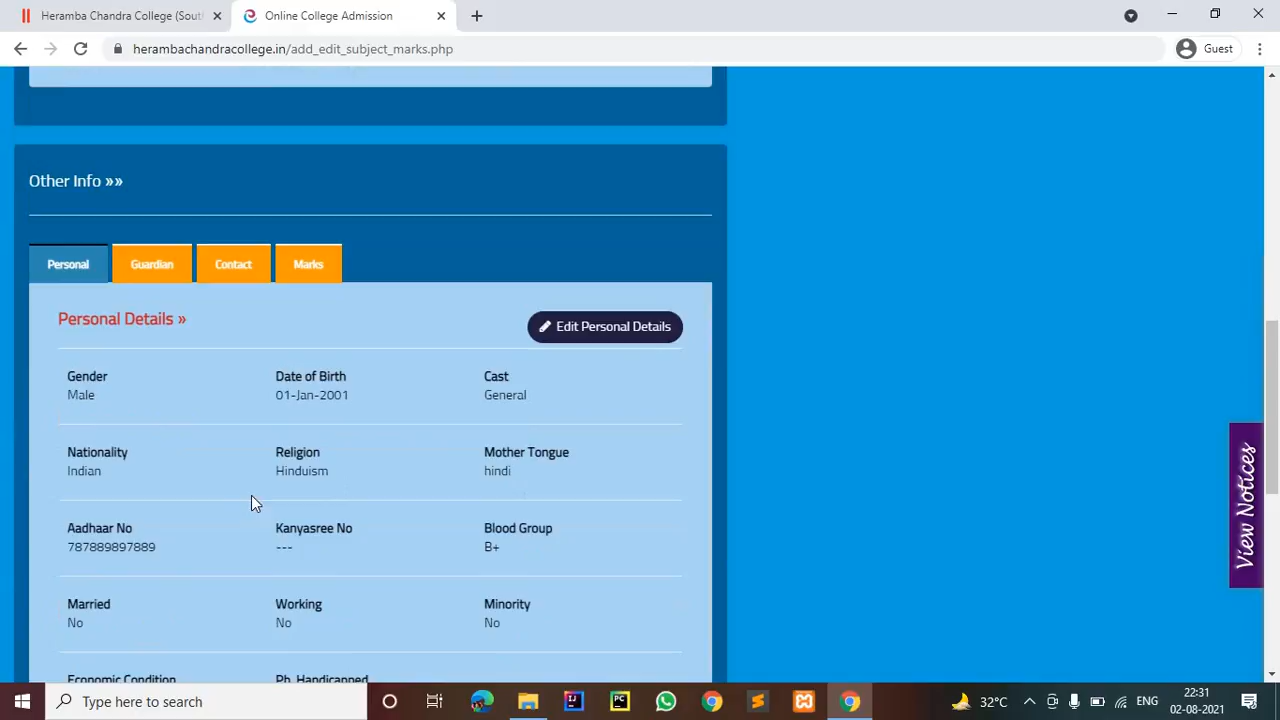 Heramba Chandra College (Sout
Online College Admission
herambachandracollege.in/add_edit_subject_marks.php
Guest
Other Info »»
Personal Guardian Contact Marks
Personal Details »
Edit Personal Details
Gender Date of Birth Cast
Male 01-Jan-2001 General
Nationality Religion Mother Tongue
Indian Hinduism hindi
Aadhaar No Kanyasree No Blood Group
787889897889 --- B+
Married Working Minority
No No No
Economic Condition Ph. Handicapped
View Notices
Type here to search
32°C
ENG
22:31
02-08-2021